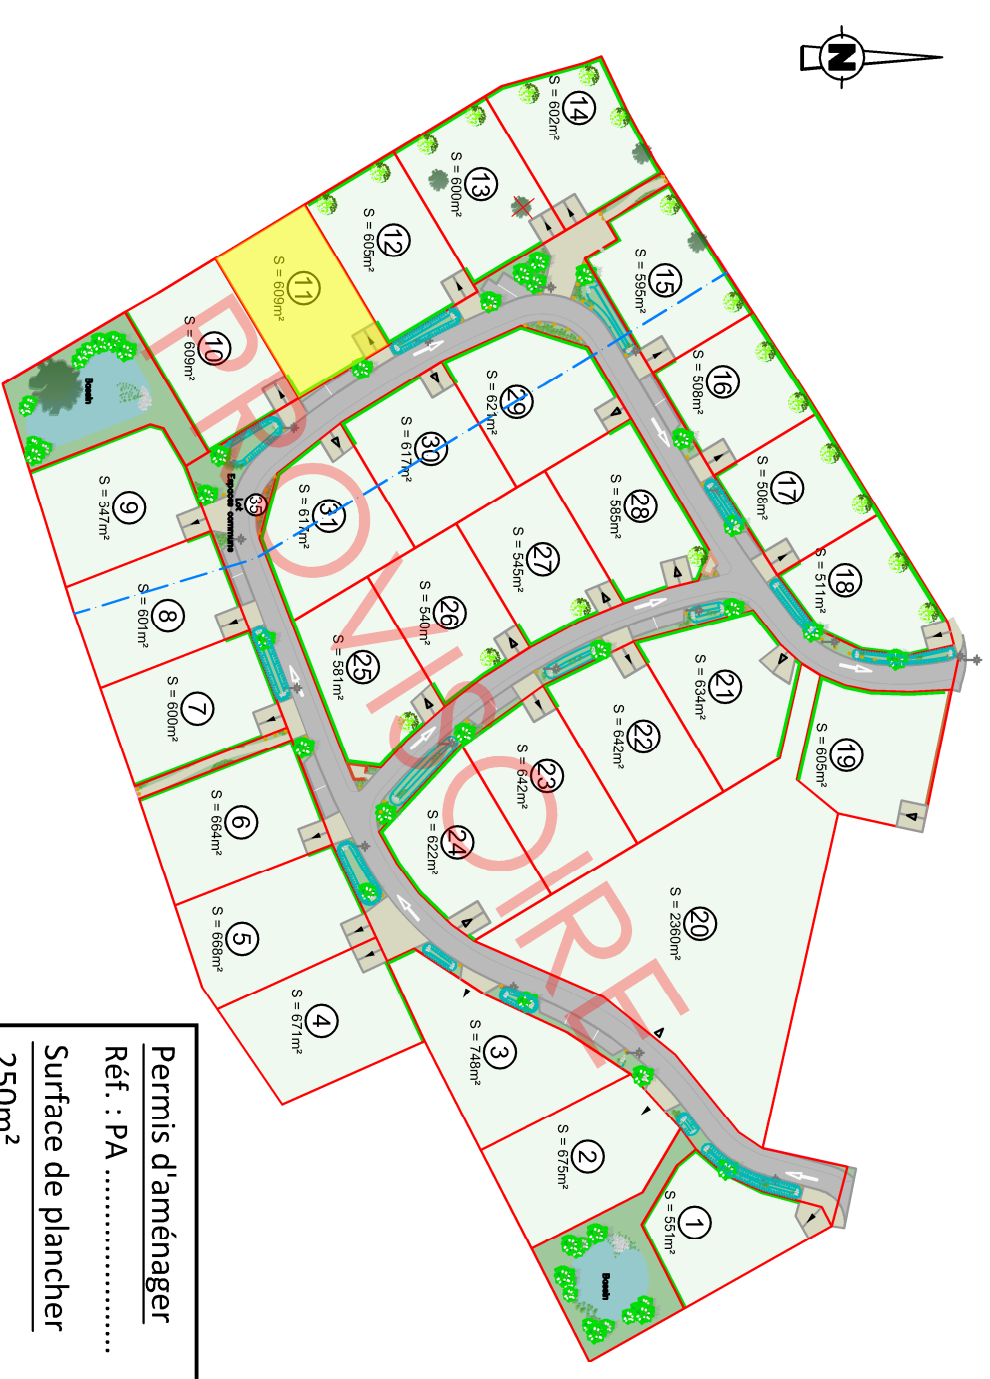 N
14
S = 602m²
13
S = 600m²
12
S = 605m²
11
S = 609m²
10
S = 609m²
15
S = 595m²
16
S = 508m²
17
S = 508m²
18
S = 511m²
29
S = 621m²
30
S = 617m²
31
S = 617m²
28
S = 585m²
27
S = 545m²
26
S = 540m²
25
S = 581m²
9
S = 547m²
8
S = 601m²
7
S = 600m²
6
S = 664m²
5
S = 668m²
4
S = 671m²
21
S = 634m²
22
S = 642m²
23
S = 642m²
24
S = 622m²
19
S = 605m²
20
S = 2360m²
3
S = 748m²
2
S = 675m²
1
S = 551m²
Bassin
Bassin
35
Lot
Espaces commune
PROVISOIRE
Permis d'aménager
Réf. : PA ........................
Surface de plancher
250m²